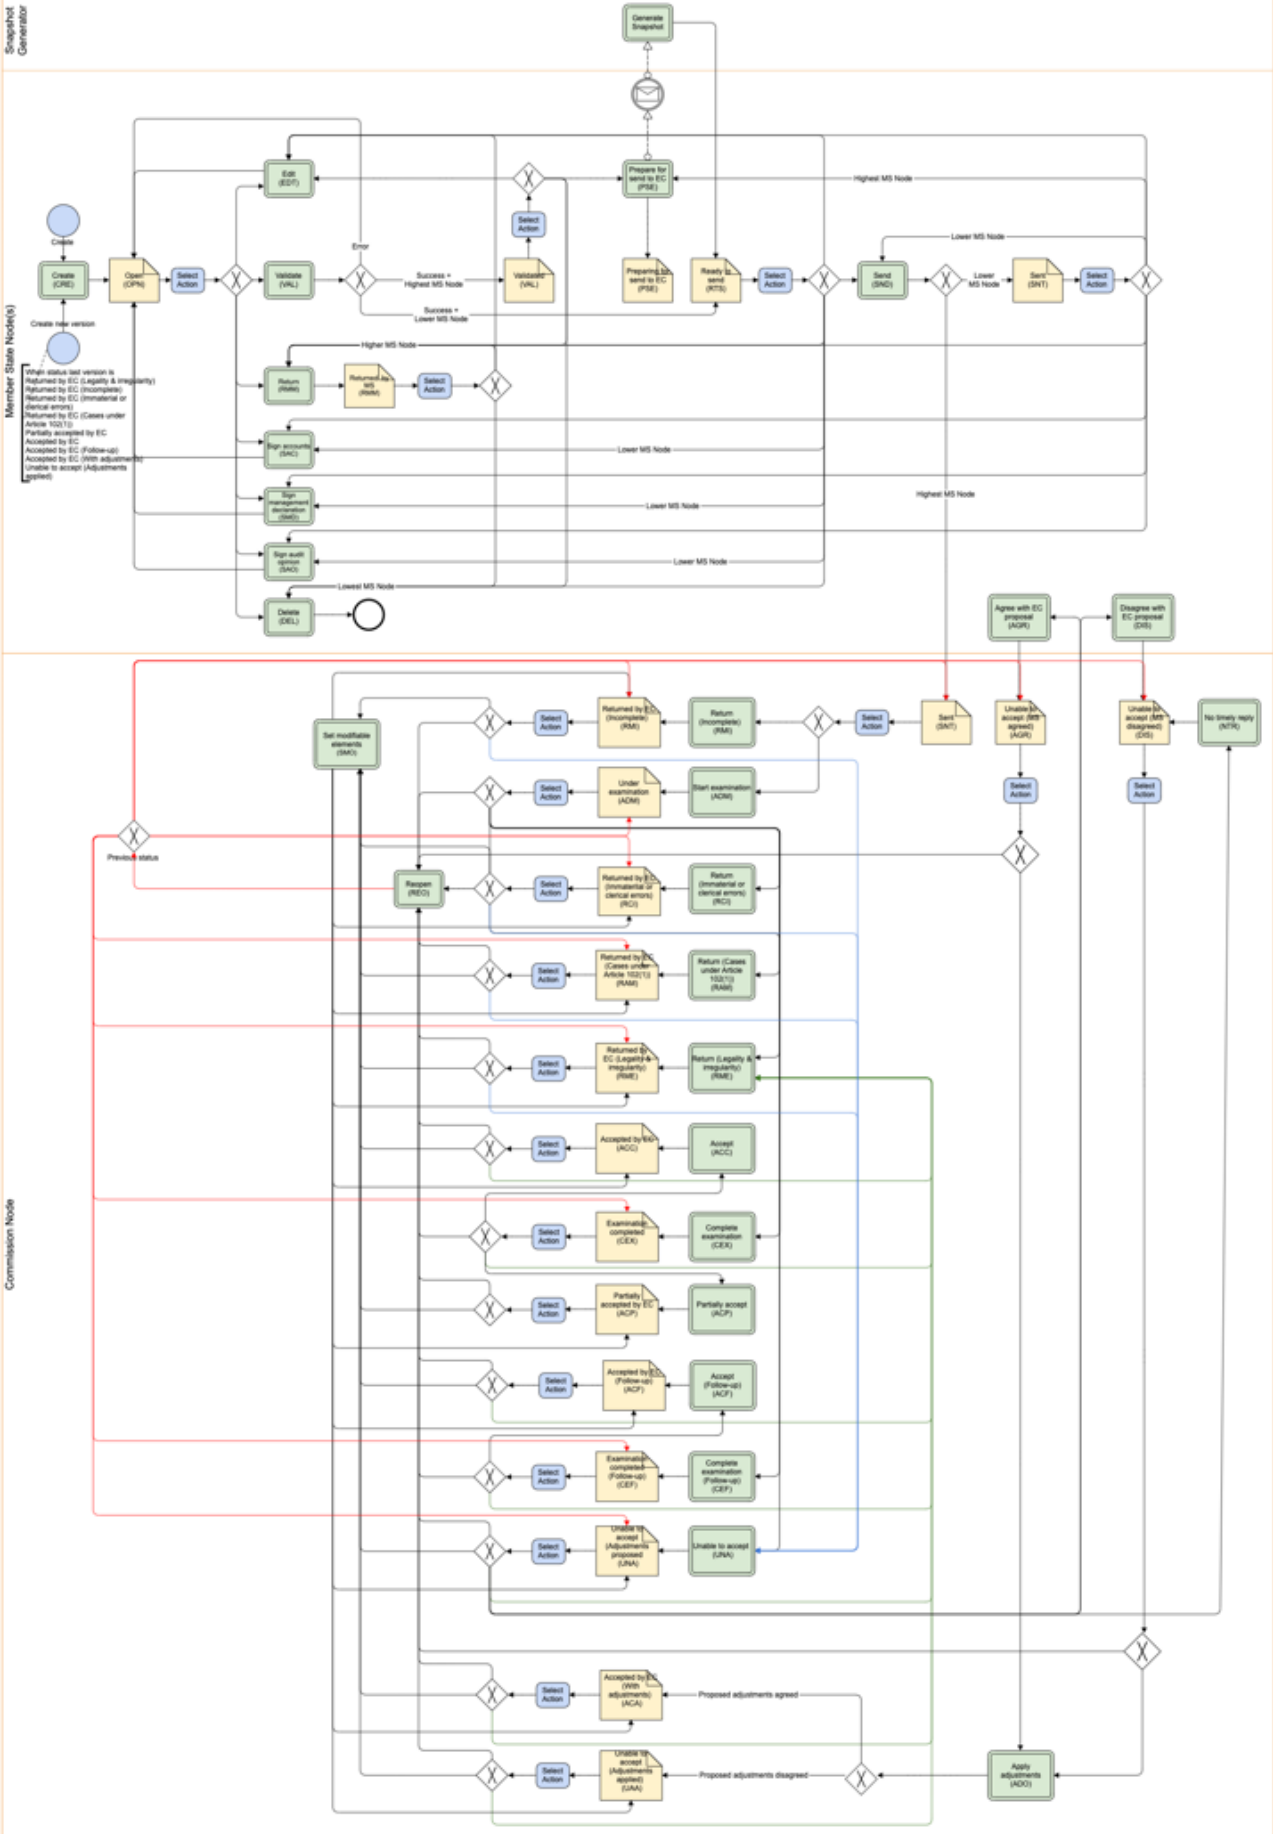 Snapshot
Generator
Generate
Snapshot
Member State Node(s)
Edit
(EDT)
Prepare for
send to EC
(PSE)
Highest MS Node
Create
Select
Action
Lower MS Node
Error
Create
(CRE)
Open
(OPN)
Select
Action
Validate
(VAL)
Success =
Highest MS Node
Validated
(VAL)
Preparing for
send to EC
(PSE)
Ready to
send
(RTS)
Select
Action
Send
(SND)
Lower
MS Node
Sent
(SNT)
Select
Action
Success =
Lower MS Node
Create new version
Higher MS Node
When status last version is
Returned by EC (Legality & irregularity)
Returned by EC (Incomplete)
Returned by EC (Immaterial or
clerical errors)
Returned by EC (Cases under
Article 102(1))
Partially accepted by EC
Accepted by EC
Accepted by EC (Follow-up)
Accepted by EC (With adjustments)
Unable to accept (Adjustments
applied)
Return
(RMM)
Returned by
MS
(RMM)
Select
Action
Sign accounts
(SAC)
Lower MS Node
Highest MS Node
Sign
management
declaration
(SMD)
Lower MS Node
Sign audit
opinion
(SAO)
Lower MS Node
Lowest MS Node
Delete
(DEL)
Agree with EC
proposal
(AGR)
Disagree with
EC proposal
(DIS)
Commission Node
Set modifiable
elements
(SMO)
Select
Action
Returned by EC
(Incomplete)
(RMI)
Return
(Incomplete)
(RMI)
Select
Action
Sent
(SNT)
Unable to
accept (MS
agreed)
(AGR)
Unable to
accept (MS
disagreed)
(DIS)
No timely reply
(NTR)
Select
Action
Under
examination
(ADM)
Start examination
(ADM)
Select
Action
Select
Action
Previous status
Reopen
(REO)
Select
Action
Returned by EC
(Immaterial or
clerical errors)
(RCI)
Return
(Immaterial or
clerical errors)
(RCI)
Select
Action
Returned by EC
(Cases under
Article 102(1))
(RAM)
Return (Cases
under Article
102(1))
(RAM)
Select
Action
Returned by
EC (Legality &
irregularity)
(RME)
Return (Legality &
irregularity)
(RME)
Select
Action
Accepted by EC
(ACC)
Accept
(ACC)
Select
Action
Examination
completed
(CEX)
Complete
examination
(CEX)
Select
Action
Partially
accepted by EC
(ACP)
Partially accept
(ACP)
Select
Action
Accepted by EC
(Follow-up)
(ACF)
Accept
(Follow-up)
(ACF)
Select
Action
Examination
completed
(Follow-up)
(CEF)
Complete
examination
(Follow-up)
(CEF)
Select
Action
Unable to
accept
(Adjustments
proposed
(UNA)
Unable to accept
(UNA)
Select
Action
Accepted by EC
(With
adjustments)
(ACA)
Proposed adjustments agreed
Select
Action
Unable to
accept
(Adjustments
applied)
(UAA)
Proposed adjustments disagreed
Apply
adjustments
(ADO)